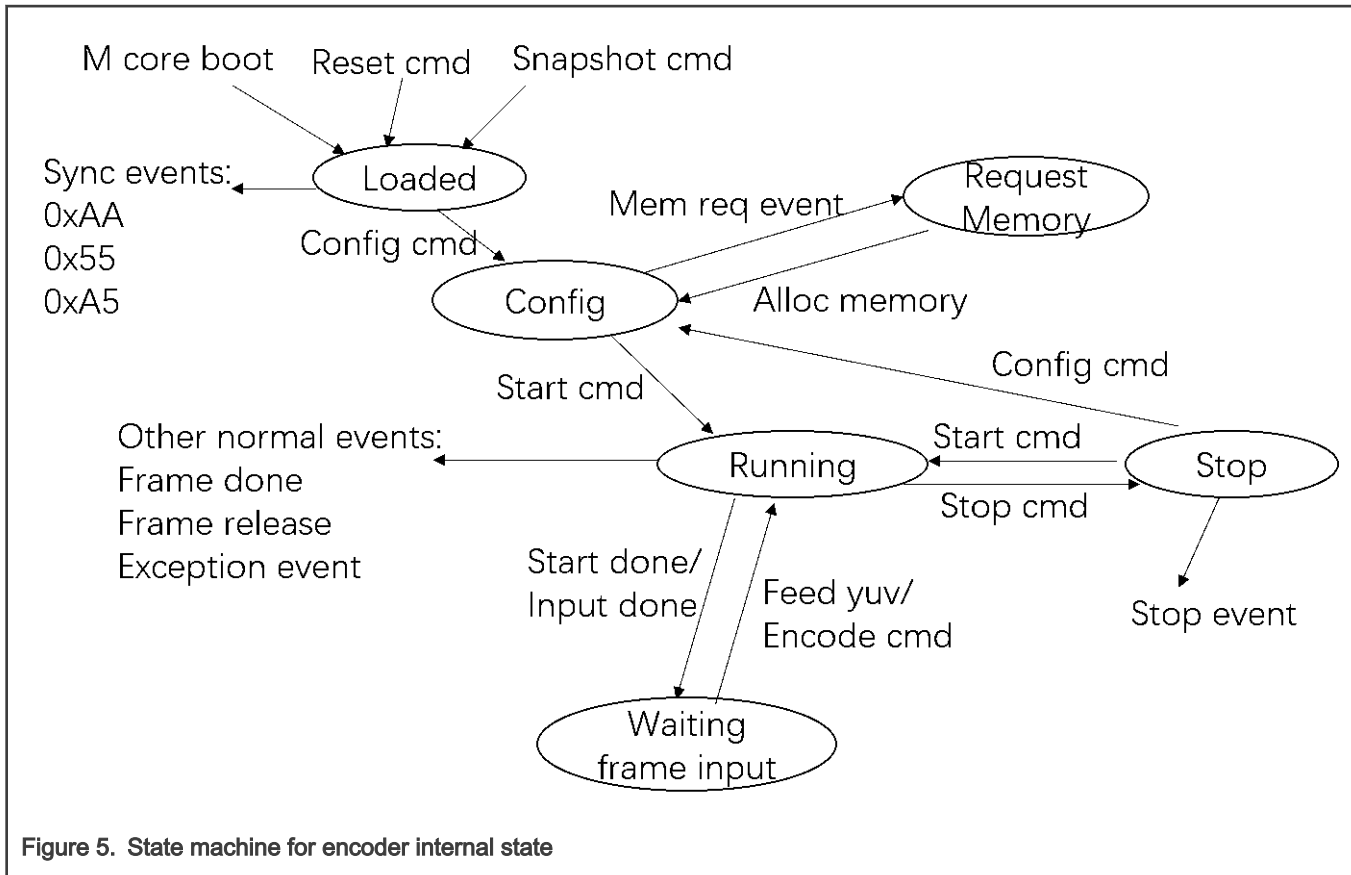 M core boot
Reset cmd
Snapshot cmd
Sync events:
0xAA
0x55
0xA5
Loaded
Request
Memory
Mem req event
Config cmd
Config
Alloc memory
Config cmd
Start cmd
Other normal events:
Frame done
Frame release
Exception event
Running
Start cmd
Stop cmd
Stop
Start done/
Input done
Feed yuv/
Encode cmd
Stop event
Waiting
frame input
Figure 5. State machine for encoder internal state